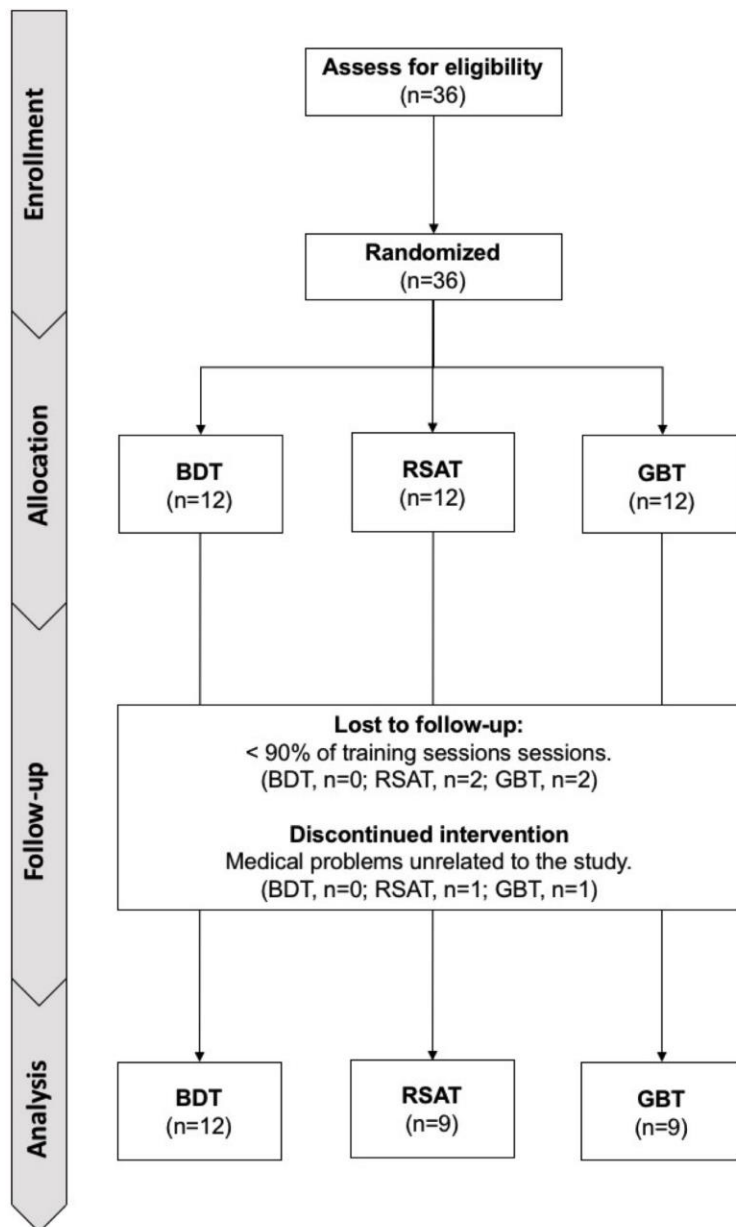 Enrollment
Assess for eligibility
(n=36)
Randomized
(n=36)
Allocation
BDT
(n=12)
RSAT
(n=12)
GBT
(n=12)
Follow-up
Lost to follow-up:
< 90% of training sessions sessions.
(BDT, n=0; RSAT, n=2; GBT, n=2)
Discontinued intervention
Medical problems unrelated to the study.
(BDT, n=0; RSAT, n=1; GBT, n=1)
Analysis
BDT
(n=12)
RSAT
(n=9)
GBT
(n=9)